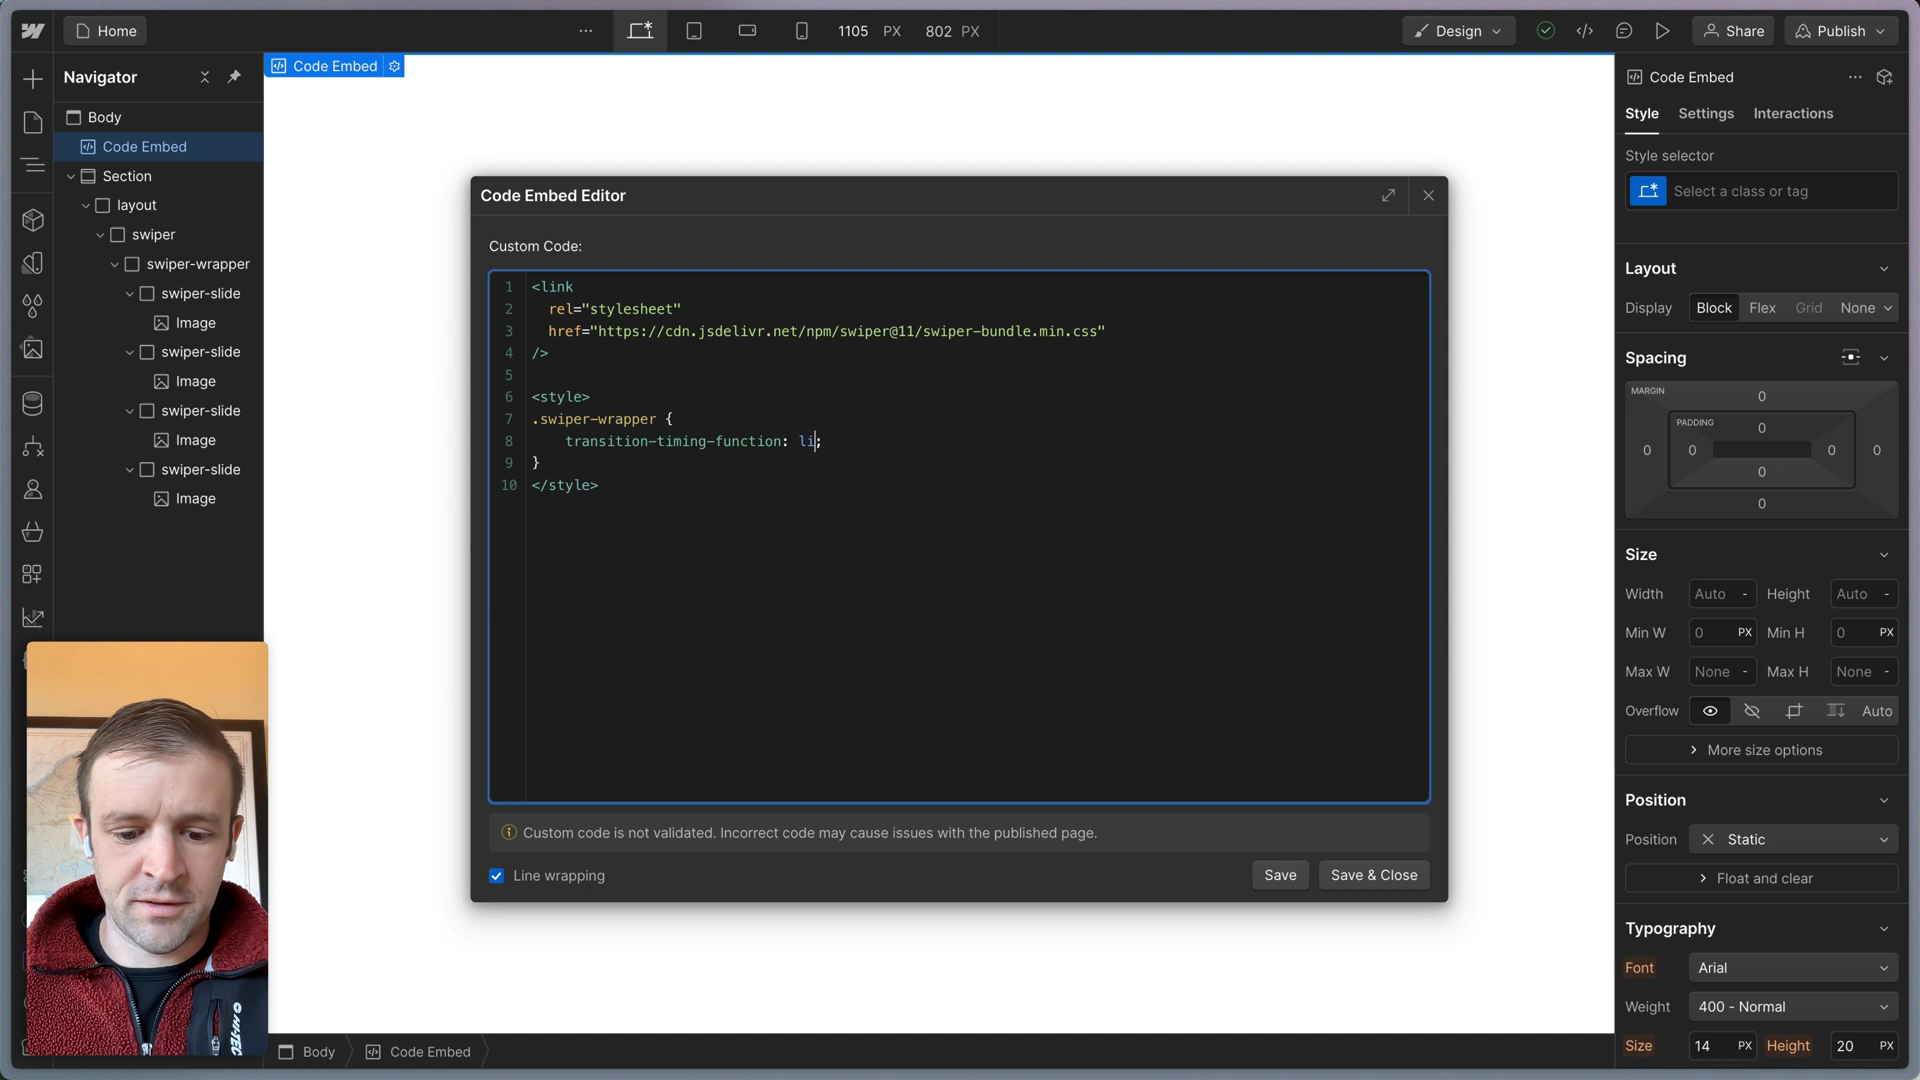 Home
1105 PX 802 PX
Design
Share
Publish
Navigator
Code Embed
Code Embed
Body
Code Embed
Section
layout
swiper
swiper-wrapper
swiper-slide
Image
swiper-slide
Image
swiper-slide
Image
swiper-slide
Image
Code Embed Editor
Custom Code:
1 <link
2 rel="stylesheet"
3 href="https://cdn.jsdelivr.net/npm/swiper@11/swiper-bundle.min.css"
4 />
5
6 <style>
7 .swiper-wrapper {
8 transition-timing-function: li;
9 }
10 </style>
Custom code is not validated. Incorrect code may cause issues with the published page.
Line wrapping
Save
Save & Close
Body
Code Embed
Style Settings Interactions
Style selector
Select a class or tag
Layout
Display Block Flex Grid None
Spacing
MARGIN
0
PADDING
0
0 0 0 0
0
0
Size
Width Auto - Height Auto -
Min W 0 PX Min H 0 PX
Max W None - Max H None -
Overflow Auto
More size options
Position
Position Static
Float and clear
Typography
Font Arial
Weight 400 - Normal
Size 14 PX Height 20 PX